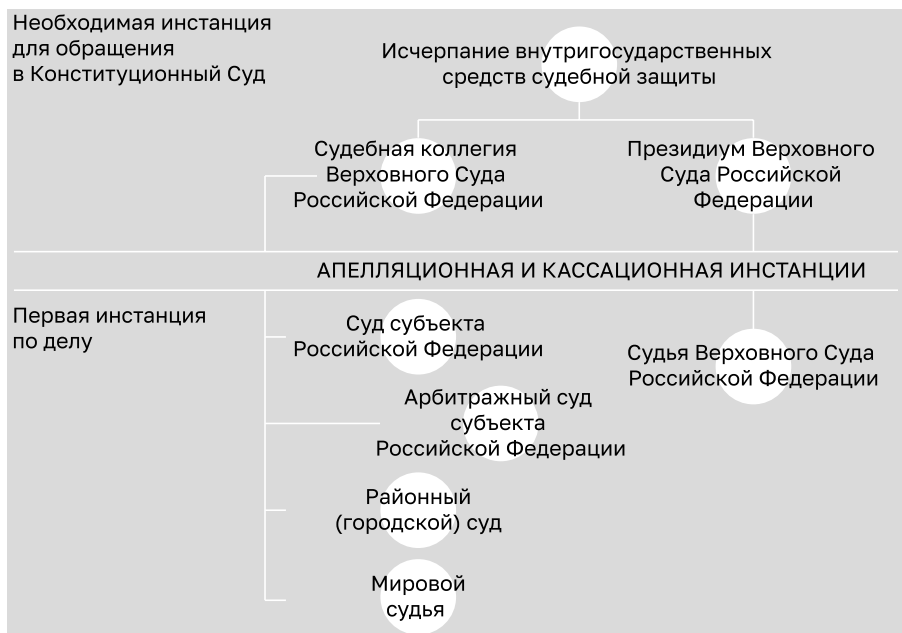 Необходимая инстанция
для обращения
в Конституционный Суд
Исчерпание внутригосударственных
средств судебной защиты
Судебная коллегия
Верховного Суда
Российской Федерации
Президиум Верховного
Суда Российской
Федерации
АПЕЛЛЯЦИОННАЯ И КАССАЦИОННАЯ ИНСТАНЦИИ
Первая инстанция
по делу
Суд субъекта
Российской Федерации
Судья Верховного Суда
Российской Федерации
Арбитражный суд
субъекта
Российской Федерации
Районный
(городской) суд
Мировой
судья